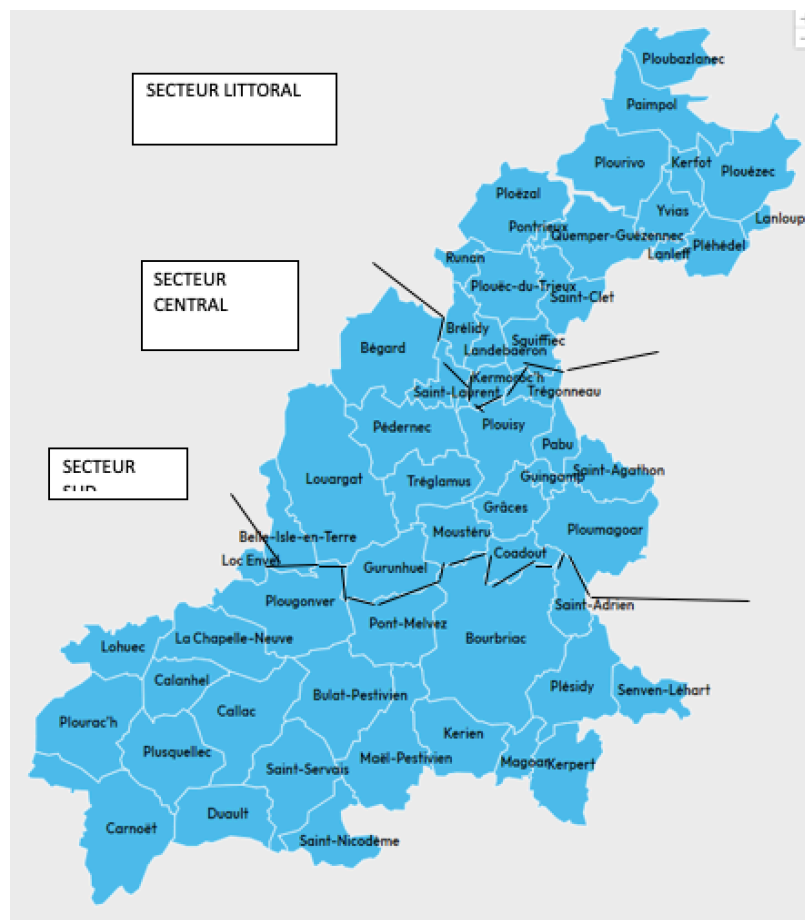 Ploubazlanec
SECTEUR LITTORAL
Paimpol
Plourivo
Kerfot
Plouézec
Ploëzal
Yvias
Lanloup
Pontrieux
Quemper-Guézennec
Pléhédel
Lanleff
Runan
SECTEUR
CENTRAL
Plouëc-du-Trieux
Saint-Clet
Brélidy
Squiffiec
Bégard
Landebaëron
Kermoroc'h
Saint-Laurent
Trégonneau
Pédernec
Plouisy
Pabu
SECTEUR
SUD
Saint-Agathon
Louargat
Tréglamus
Guingamp
Grâces
Moustéru
Ploumagoar
Belle-Isle-en-Terre
Coadout
Loc Envel
Gurunhuel
Plougonver
Saint-Adrien
Pont-Melvez
La Chapelle-Neuve
Bourbriac
Lohuec
Calanhel
Plésidy
Senven-Léhart
Bulat-Pestivien
Callac
Plourac'h
Kerien
Plusquellec
Maël-Pestivien
Saint-Servais
Magoar
Kerpert
Duault
Carnoët
Saint-Nicodème